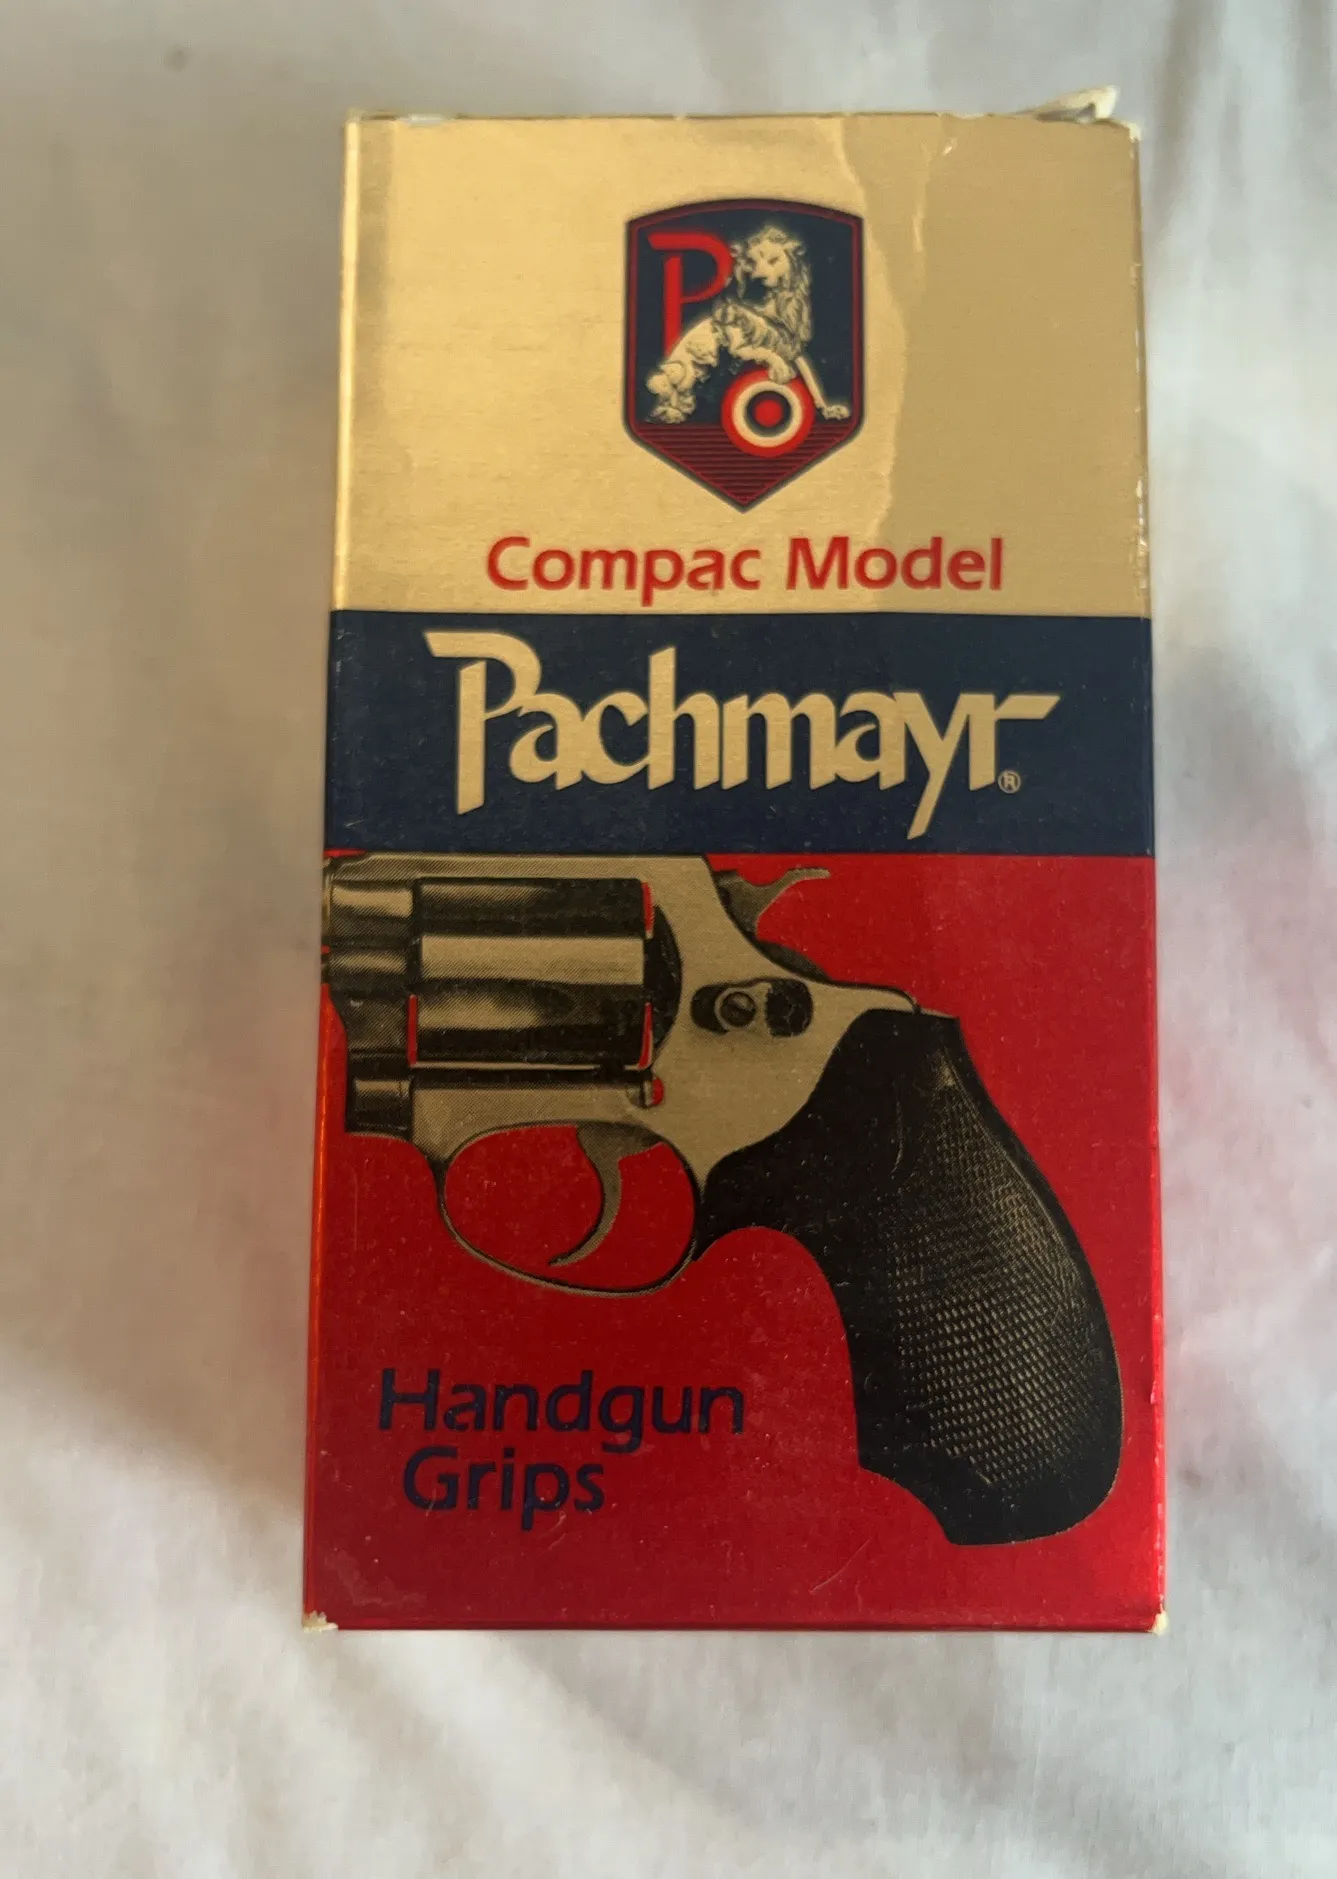 P
Compac Model
Pachmayr®
Handgun
Grips